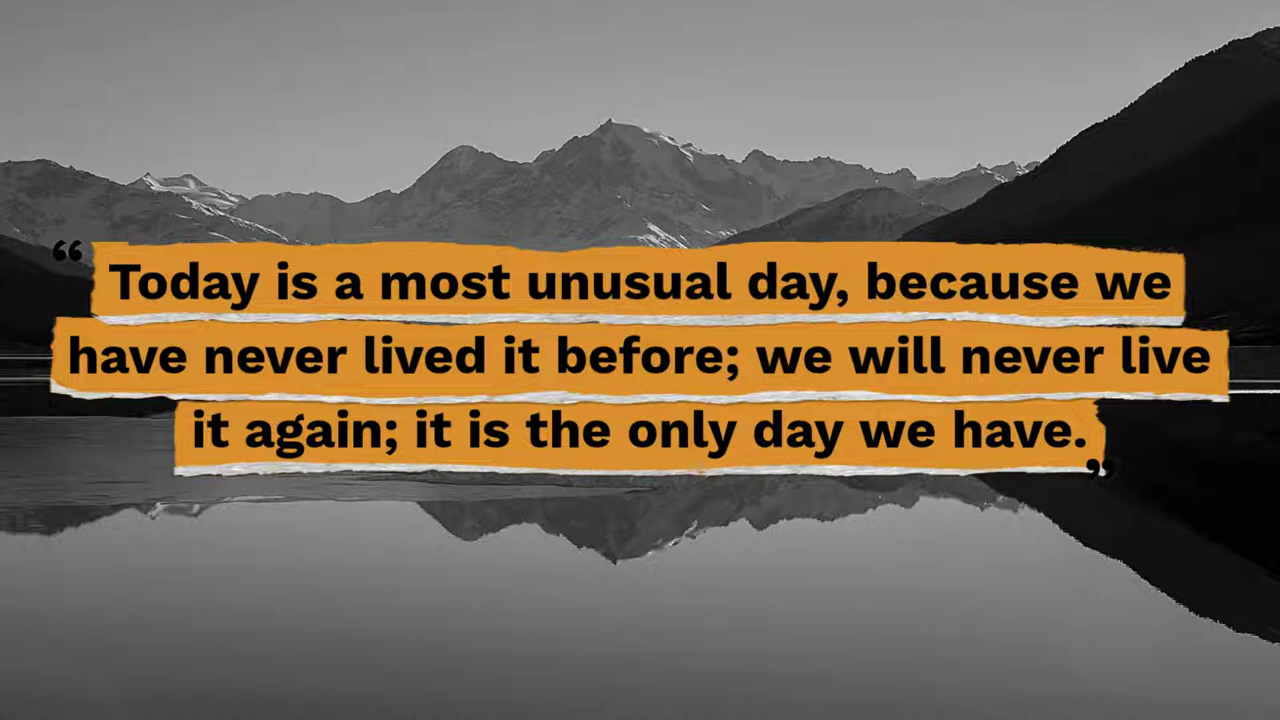 “Today is a most unusual day, because we
have never lived it before; we will never live
it again; it is the only day we have.”